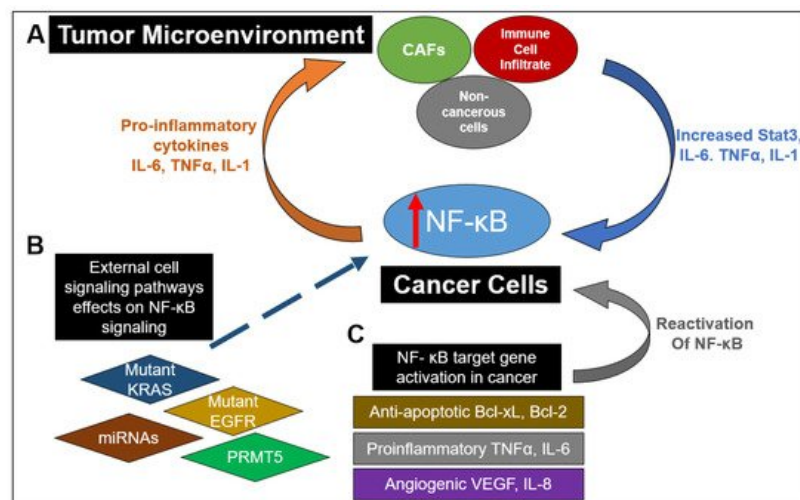 A
Tumor Microenvironment
CAFs
Immune
Cell
Infiltrate
Non-
cancerous
cells
Pro-inflammatory
cytokines
IL-6, TNFα, IL-1
Increased Stat3,
IL-6. TNFα, IL-1
NF-κB
Cancer Cells
B
External cell
signaling pathways
effects on NF-κB
signaling
Mutant
KRAS
Mutant
EGFR
miRNAs
PRMT5
Reactivation
Of NF-κB
C
NF- κB target gene
activation in cancer
Anti-apoptotic Bcl-xL, Bcl-2
Proinflammatory TNFα, IL-6
Angiogenic VEGF, IL-8